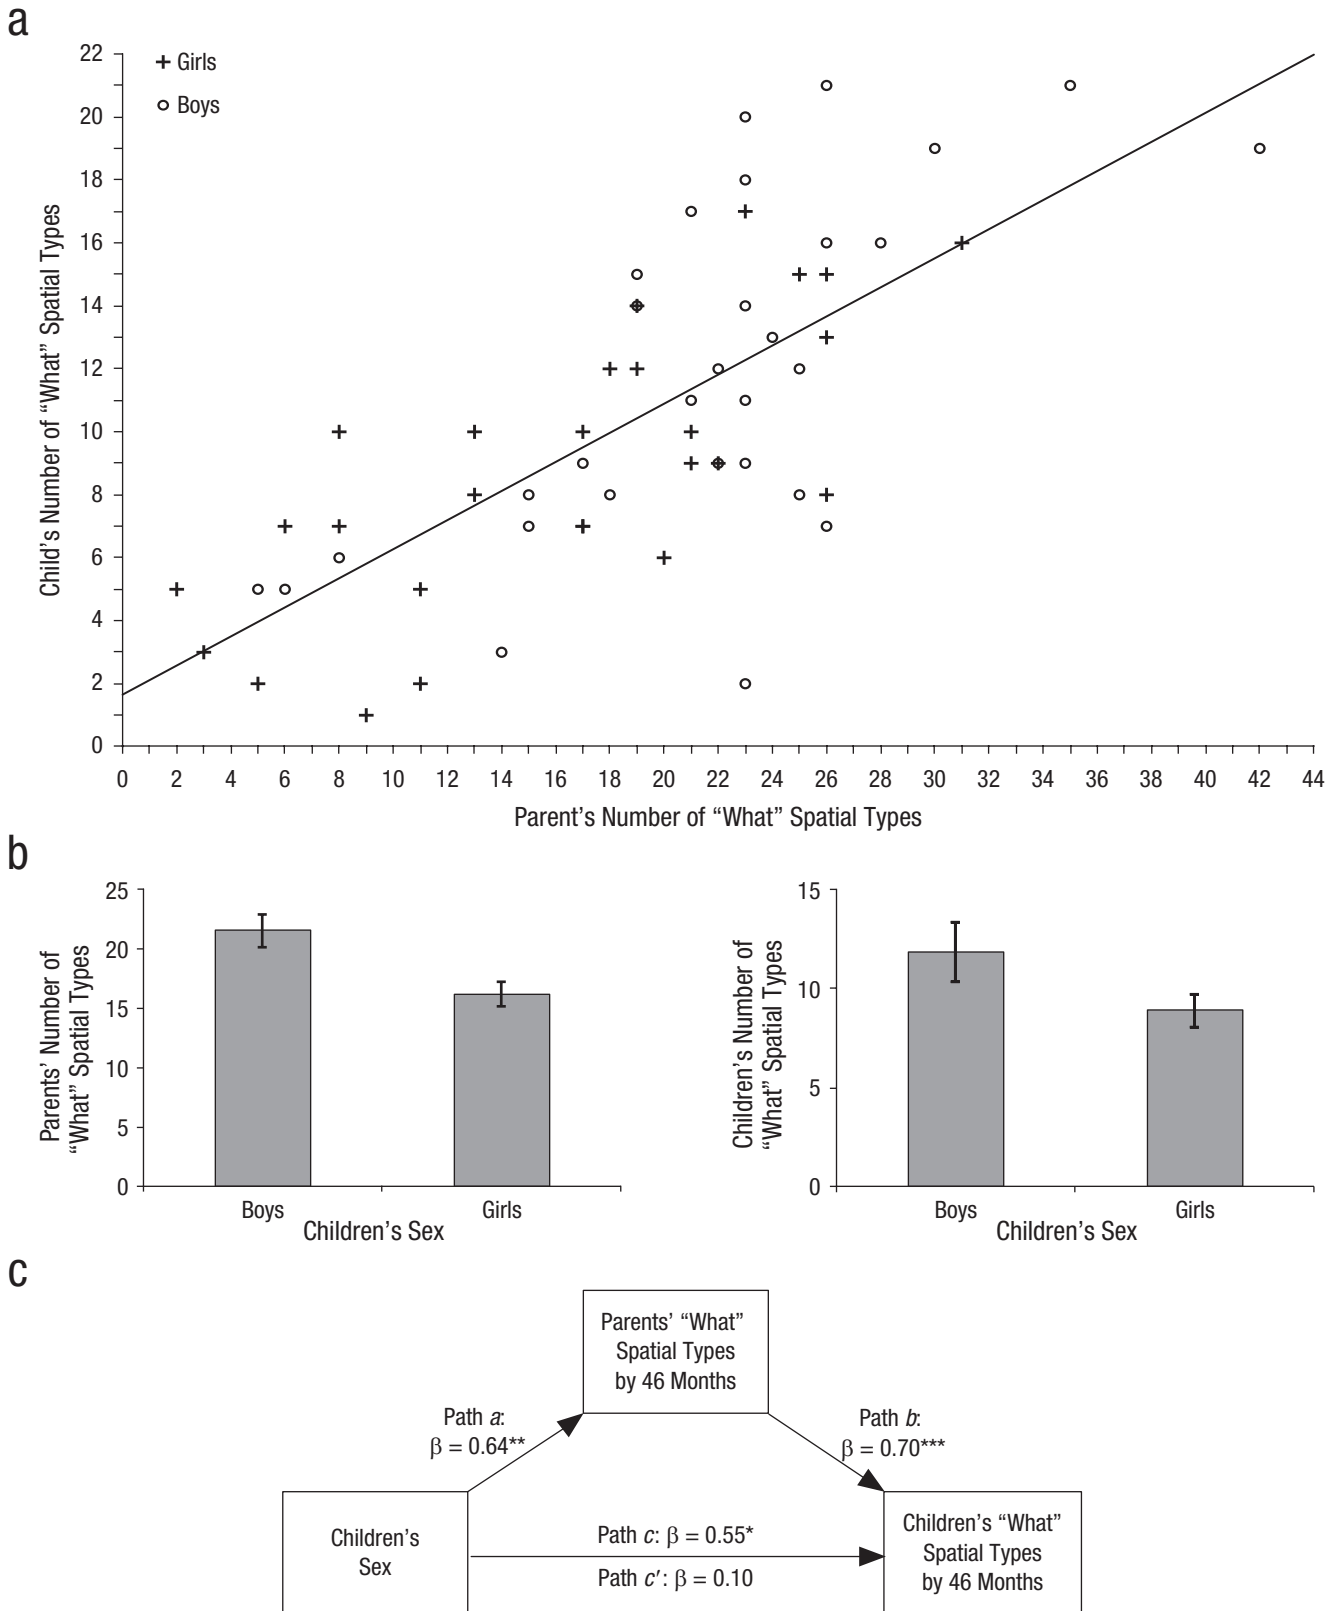 a
22
20
18
16
14
12
10
8
6
4
2
0
Child's Number of “What” Spatial Types
+ Girls
o Boys
0 2 4 6 8 10 12 14 16 18 20 22 24 26 28 30 32 34 36 38 40 42 44
Parent’s Number of “What” Spatial Types
b
Parents’ Number of
“What” Spatial Types
25
20
15
10
5
0
Boys Girls
Children’s Sex
Children’s Number of
“What” Spatial Types
15
10
5
0
Boys Girls
Children’s Sex
c
Parents’ “What”
Spatial Types
by 46 Months
Path a:
β = 0.64**
Path b:
β = 0.70***
Children’s
Sex
Path c: β = 0.55*
Path c′: β = 0.10
Children’s “What”
Spatial Types
by 46 Months